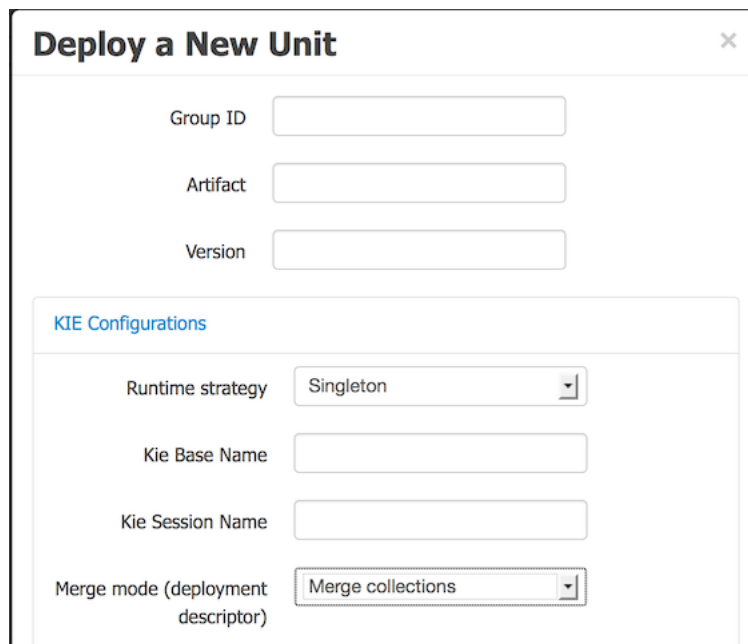 Deploy a New Unit
×
Group ID
Artifact
Version
KIE Configurations
Runtime strategy Singleton
Kie Base Name
Kie Session Name
Merge mode (deployment Merge collections
descriptor)